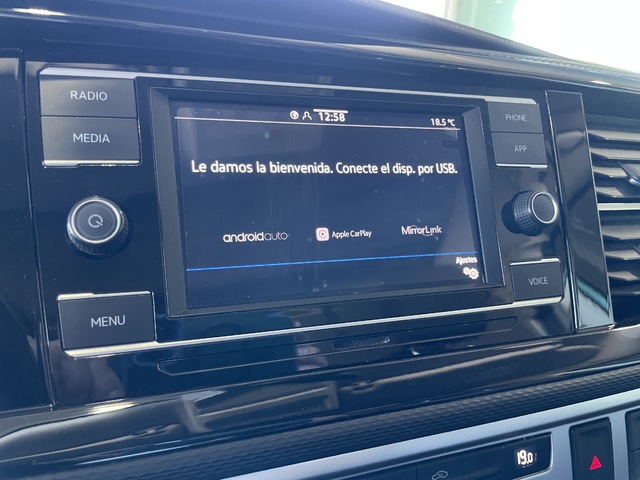 RADIO
MEDIA
MENU
12:58
18.5 °C
Le damos la bienvenida. Conecte el disp. por USB.
androidauto
Apple CarPlay
MirrorLink
Ajustes
PHONE
APP
VOICE
19.0